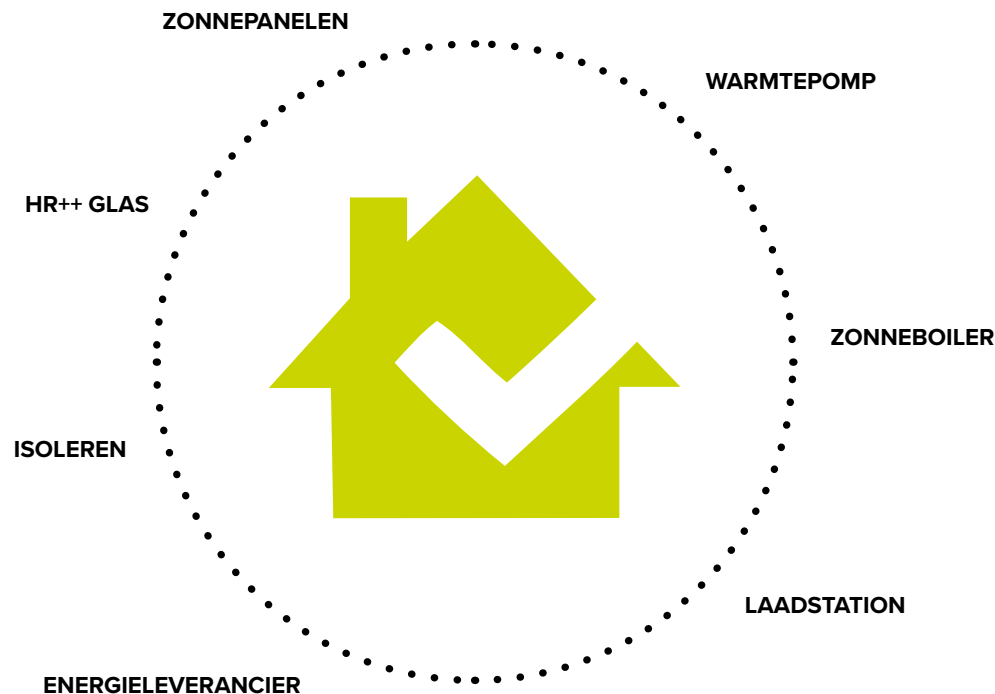 ZONNEPANELEN
WARMTEPOMP
HR++ GLAS
ZONNEBOILER
ISOLEREN
LAADSTATION
ENERGIELEVERANCIER